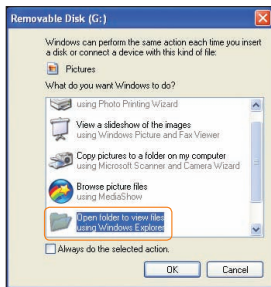 Removable Disk (G:)
Windows can perform the same action each time you insert
a disk or connect a device with this kind of file:
Pictures
What do you want Windows to do?
using Photo Printing Wizard
View a slideshow of the images
using Windows Picture and Fax Viewer
Copy pictures to a folder on my computer
using Microsoft Scanner and Camera Wizard
Browse picture files
using MediaShow
Open folder to view files
using Windows Explorer
Always do the selected action.
OK
Cancel